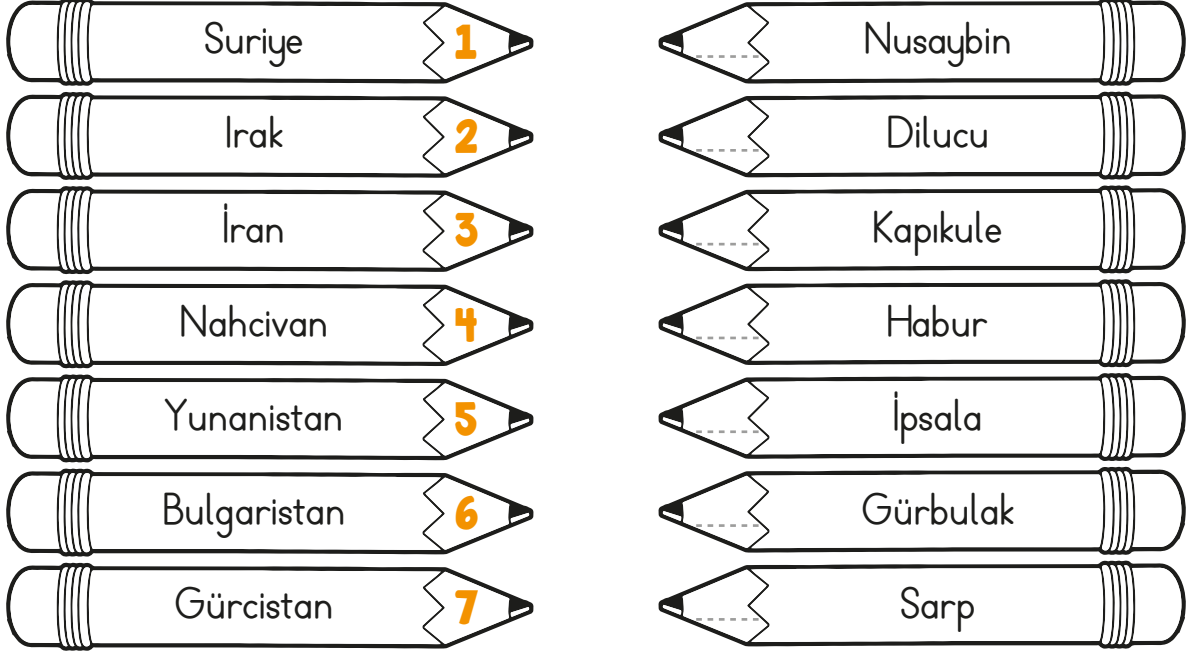 Suriye 1 Nusaybin
Irak 2 Dilucu
İran 3 Kapıkule
Nahcivan 4 Habur
Yunanistan 5 İpsala
Bulgaristan 6 Gürbulak
Gürcistan 7 Sarp